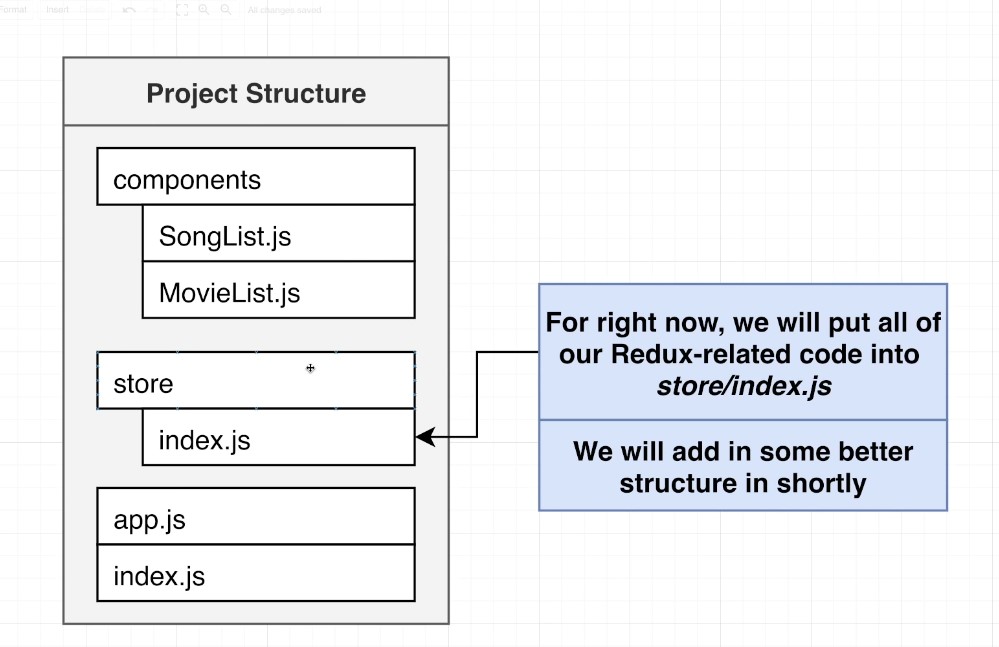 Format Insert
All changes saved
Project Structure
components
SongList.js
MovieList.js
store
index.js
app.js
index.js
For right now, we will put all of
our Redux-related code into
store/index.js
We will add in some better
structure in shortly